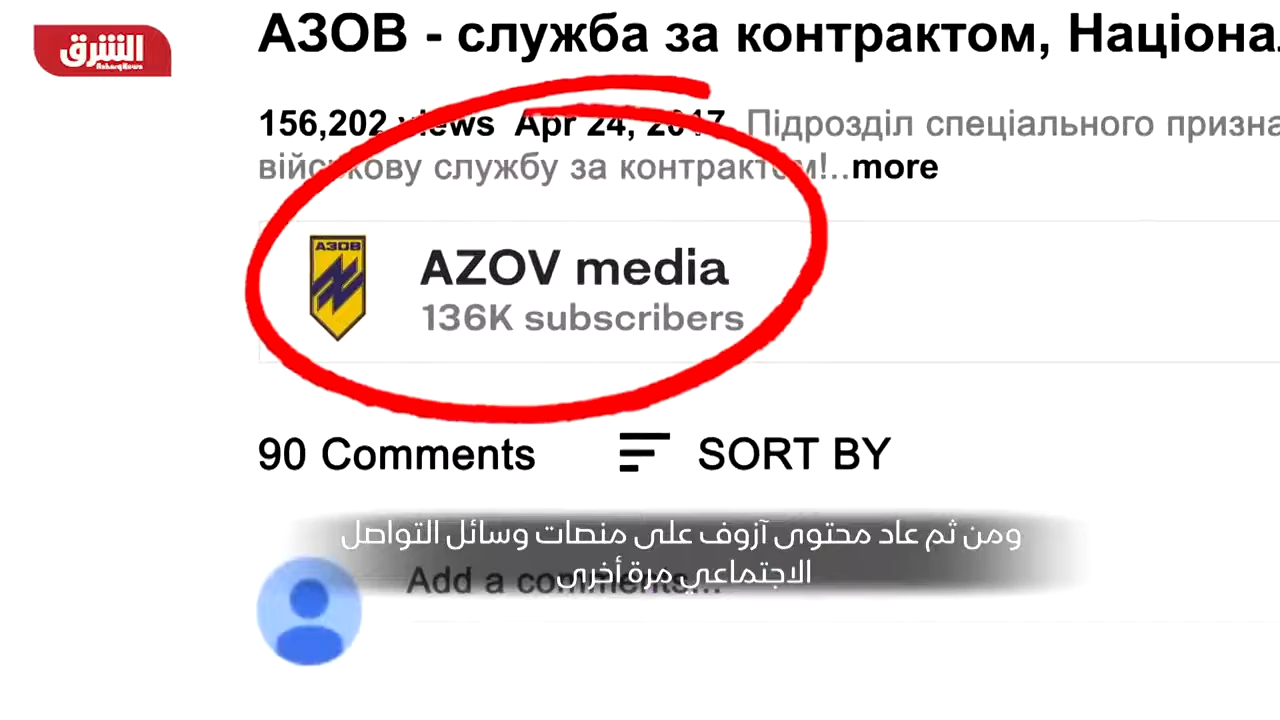 الشرق
Asharq News
АЗОВ - служба за контрактом, Націона
156,202 views Apr 24, 2017 Підрозділ спеціального призна
військову службу за контрактом!..more
АЗОВ
AZOV media
136K subscribers
90 Comments SORT BY
ومن ثم عاد محتوى آزوف على منصات وسائل التواصل
الاجتماعي مرة أخرى
Add a comments...